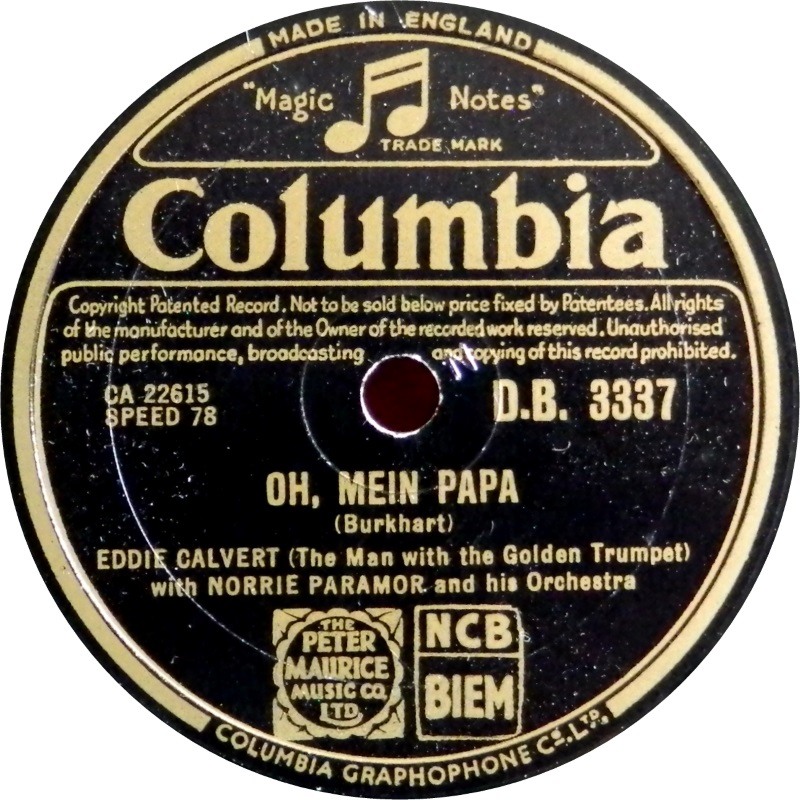 MADE IN ENGLAND
"Magic Notes"
TRADE MARK
Columbia
Copyright Patented Record. Not to be sold below price fixed by Patentees. All rights
of the manufacturer and of the Owner of the recorded work reserved. Unauthorised
public performance, broadcasting and copying of this record prohibited.
CA 22615
SPEED 78
D.B. 3337
N
OH, MEIN PAPA
(Burkhart)
EDDIE CALVERT (The Man with the Golden Trumpet)
with NORRIE PARAMOR and his Orchestra
THE
PETER
MAURICE
MUSIC CO.
LTD.
NCB
BIEM
COLUMBIA GRAPHOPHONE Cº. LTD.